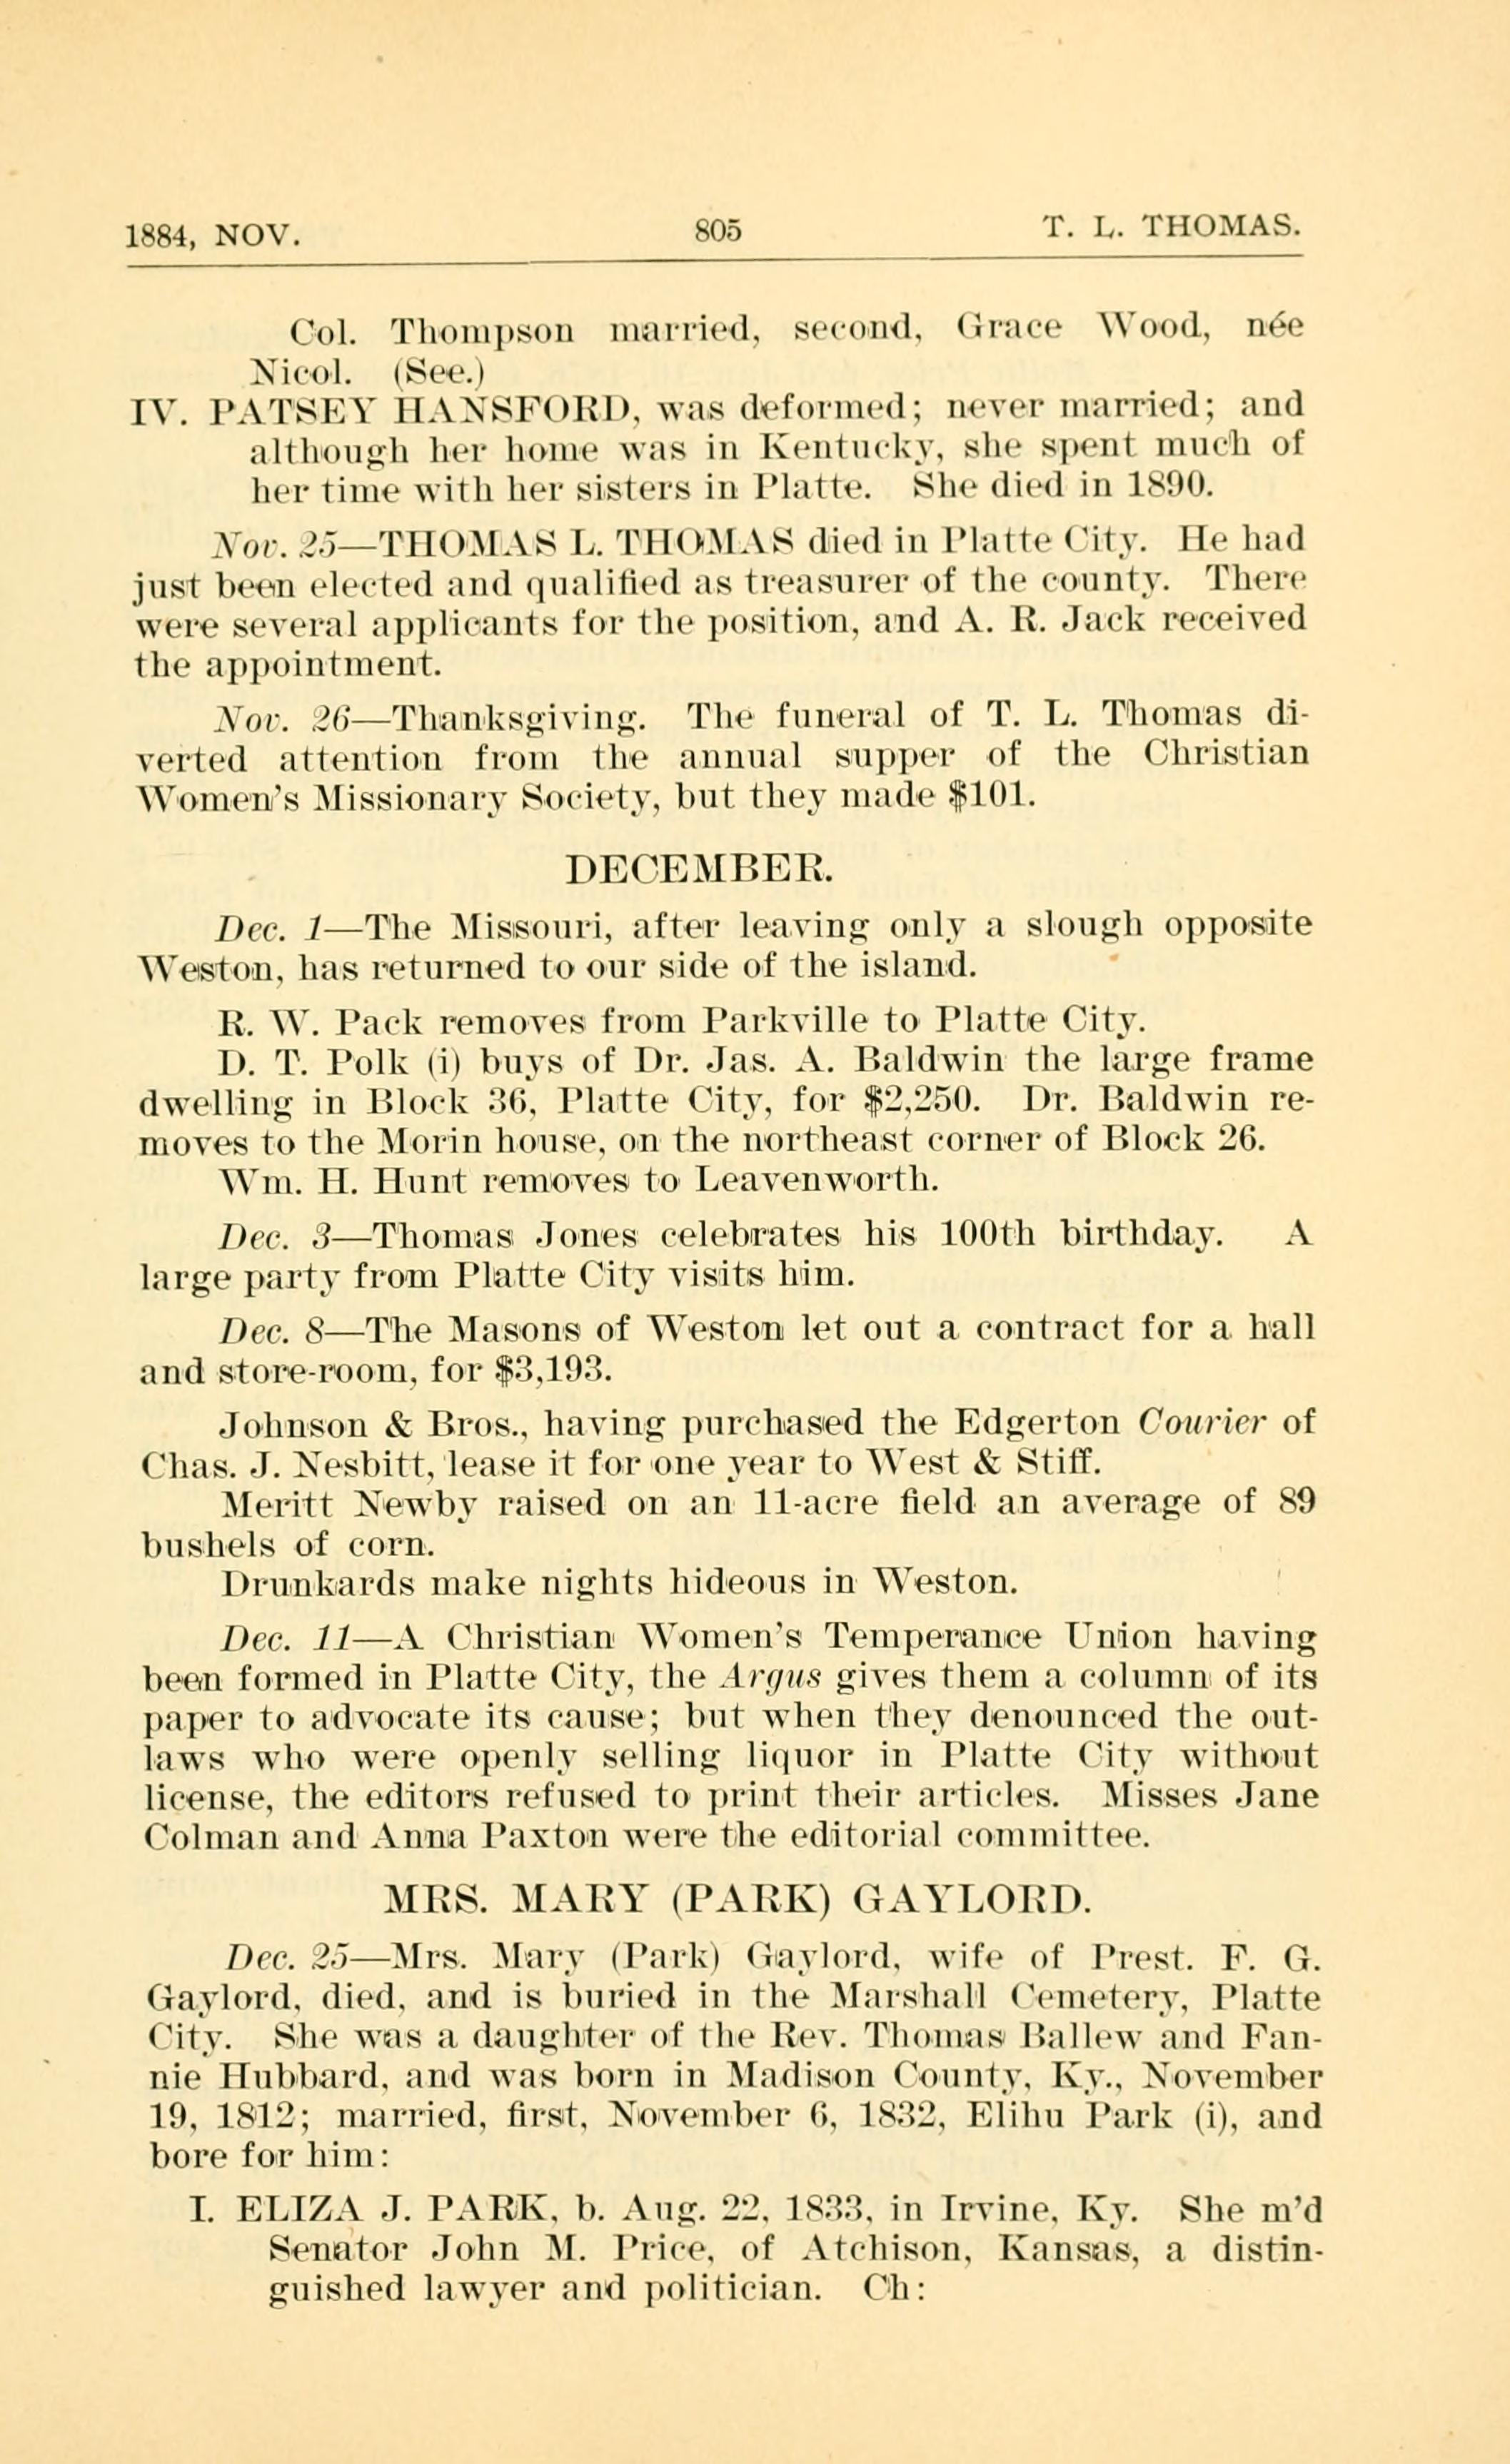 1884, NOV. 805 T. L. THOMAS.
Col. Thompson married, second, Grace Wood, née
Nicol. (See.)
IV. PATSEY HANSFORD, was deformed; never married; and
although her home was in Kentucky, she spent much of
her time with her sisters in Platte. She died in 1890.
Nov. 25—THOMAS L. THOMAS died in Platte City. He had
just been elected and qualified as treasurer of the county. There
were several applicants for the position, and A. R. Jack received
the appointment.
Nov. 26—Thanksgiving. The funeral of T. L. Thomas di-
verted attention from the annual supper of the Christian
Women's Missionary Society, but they made $101.
DECEMBER.
Dec. 1—The Missouri, after leaving only a slough opposite
Weston, has returned to our side of the island.
R. W. Pack removes from Parkville to Platte City.
D. T. Polk (i) buys of Dr. Jas. A. Baldwin the large frame
dwelling in Block 36, Platte City, for $2,250. Dr. Baldwin re-
moves to the Morin house, on the northeast corner of Block 26.
Wm. H. Hunt removes to Leavenworth.
Dec. 3—Thomas Jones celebrates his 100th birthday. A
large party from Platte City visits him.
Dec. 8—The Masons of Weston let out a contract for a hall
and store-room, for $3,193.
Johnson & Bros., having purchased the Edgerton Courier of
Chas. J. Nesbitt, lease it for one year to West & Stiff.
Meritt Newby raised on an 11-acre field an average of 89
bushels of corn.
Drunkards make nights hideous in Weston.
Dec. 11—A Christian Women's Temperance Union having
been formed in Platte City, the Argus gives them a column of its
paper to advocate its cause; but when they denounced the out-
laws who were openly selling liquor in Platte City without
license, the editors refused to print their articles. Misses Jane
Colman and Anna Paxton were the editorial committee.
MRS. MARY (PARK) GAYLORD.
Dec. 25—Mrs. Mary (Park) Gaylord, wife of Prest. F. G.
Gaylord, died, and is buried in the Marshall Cemetery, Platte
City. She was a daughter of the Rev. Thomas Ballew and Fan-
nie Hubbard, and was born in Madison County, Ky., November
19, 1812; married, first, November 6, 1832, Elihu Park (i), and
bore for him:
I. ELIZA J. PARK, b. Aug. 22, 1833, in Irvine, Ky. She m'd
Senator John M. Price, of Atchison, Kansas, a distin-
guished lawyer and politician. Ch: